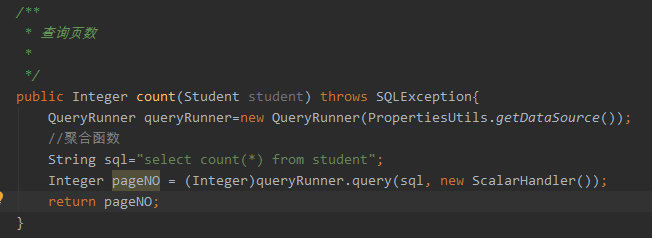 /**
 * 查询页数
 *
 */
public Integer count(Student student) throws SQLException{
    QueryRunner queryRunner=new QueryRunner(PropertiesUtils.getDataSource());
    //聚合函数
    String sql="select count(*) from student";
    Integer pageNO = (Integer)queryRunner.query(sql, new ScalarHandler());
    return pageNO;
}